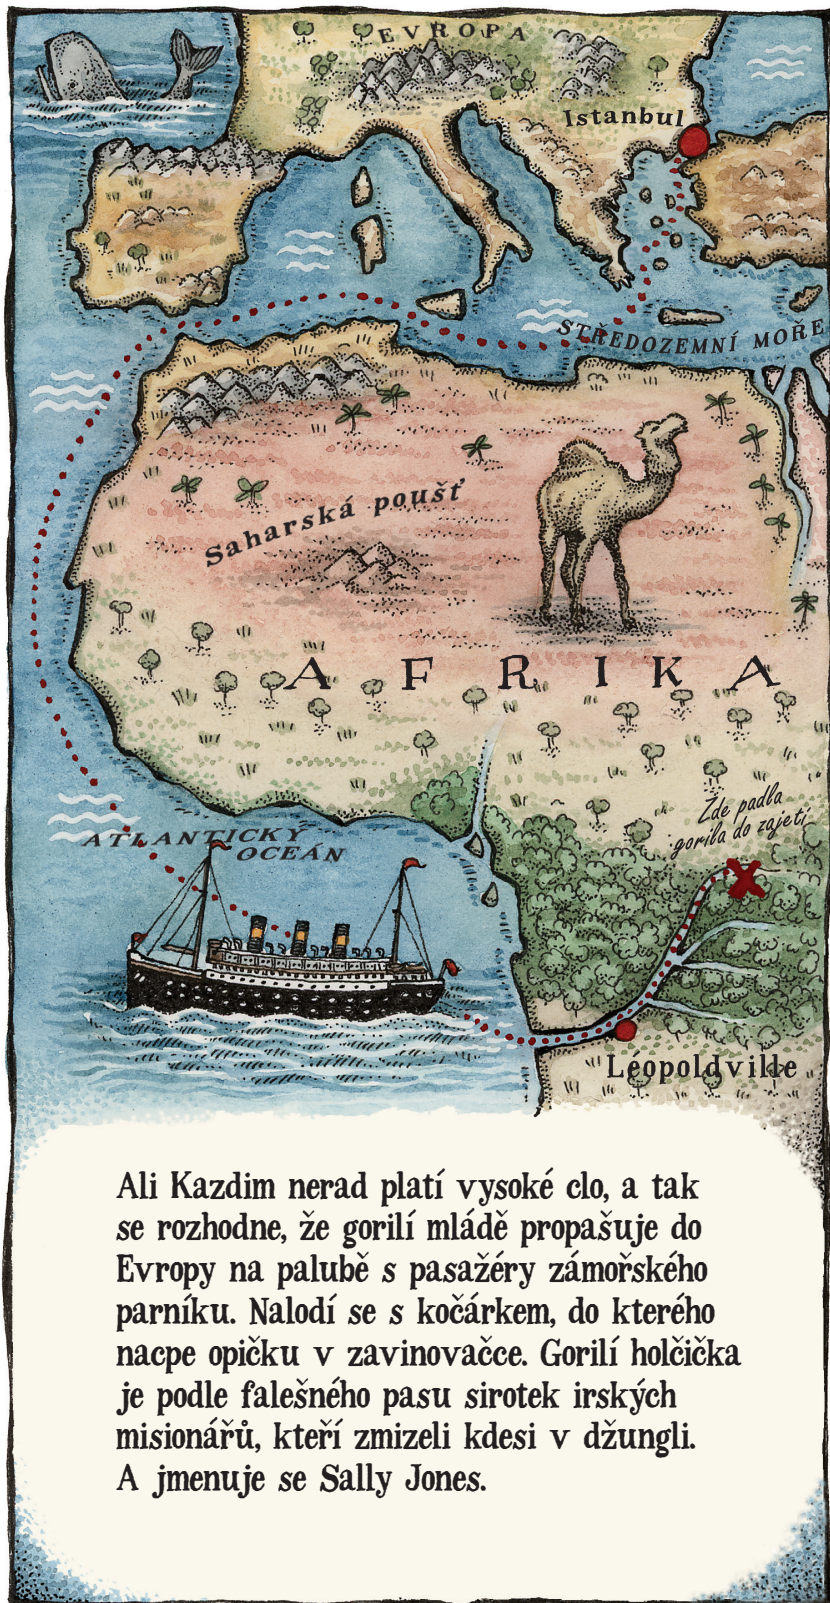 EVROPA
Istanbul
STŘEDOZEMNÍ MOŘE
Saharská poušť
AFRIKA
Zde padla
gorila do zajetí
ATLANTICKÝ
OCEÁN
Léopoldville
Ali Kazdim nerad platí vysoké clo, a tak
se rozhodne, že gorilí mládě propašuje do
Evropy na palubě s pasažéry zámořského
parníku. Nalodí se s kočárkem, do kterého
nacpe opičku v zavinovačce. Gorilí holčička
je podle falešného pasu sirotek irských
misionářů, kteří zmizeli kdesi v džungli.
A jmenuje se Sally Jones.